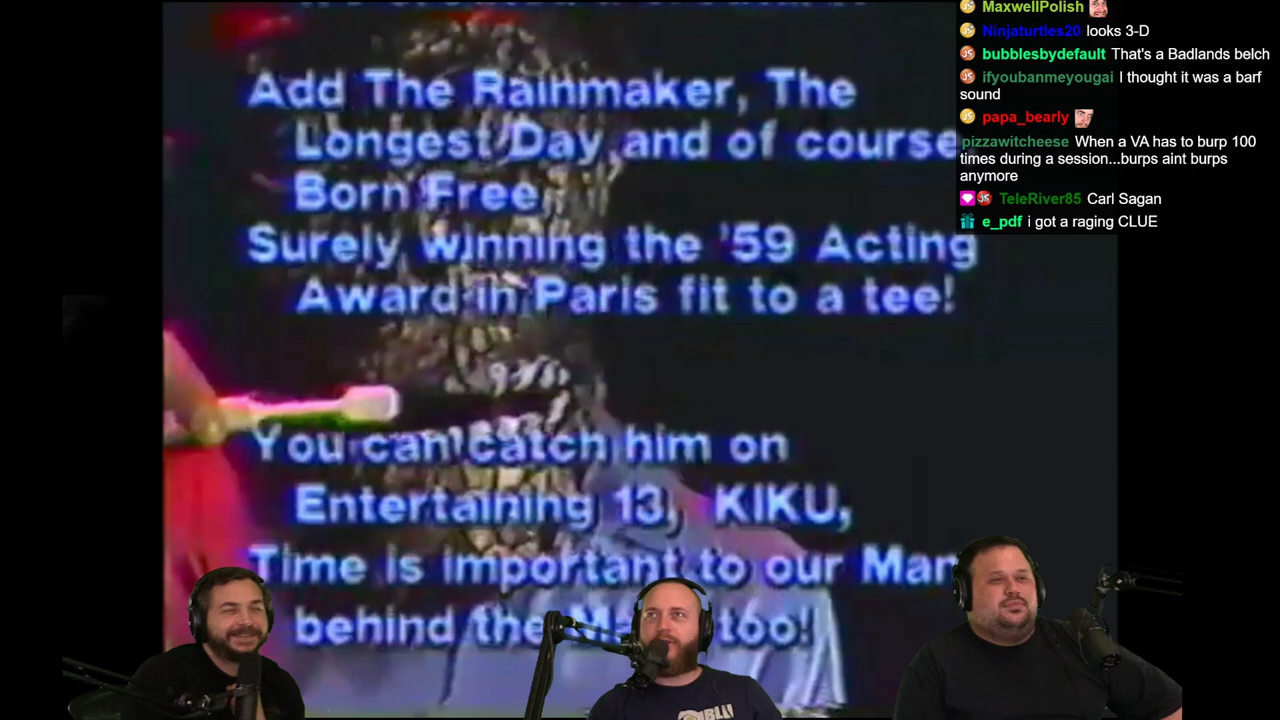 Add The Rainmaker, The
Longest Day and of course
Born Free,
Surely winning the '59 Acting
Award in Paris fit to a tee!
You can catch him on
Entertaining 13, KIKU,
Time is important to our Man
behind the too!
MaxwellPolish
Ninjaturtles20 looks 3-D
bubblesbydefault That's a Badlands belch
ifyoubanmeyougai I thought it was a barf
sound
papa_bearly
pizzawitcheese When a VA has to burp 100
times during a session...burps aint burps
anymore
TeleRiver85 Carl Sagan
e_pdf i got a raging CLUE